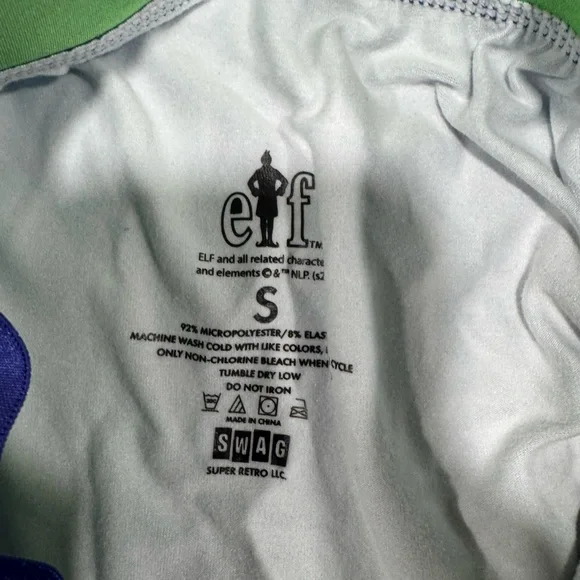 elf™
ELF and all related characte
and elements © & ™ NLP. (s2
S
92% MICROPOLYESTER/8% ELAS
MACHINE WASH COLD WITH LIKE COLORS,
ONLY NON-CHLORINE BLEACH WHEN CYCLE
TUMBLE DRY LOW
DO NOT IRON
MADE IN CHINA
SWAG
SUPER RETRO LLC.